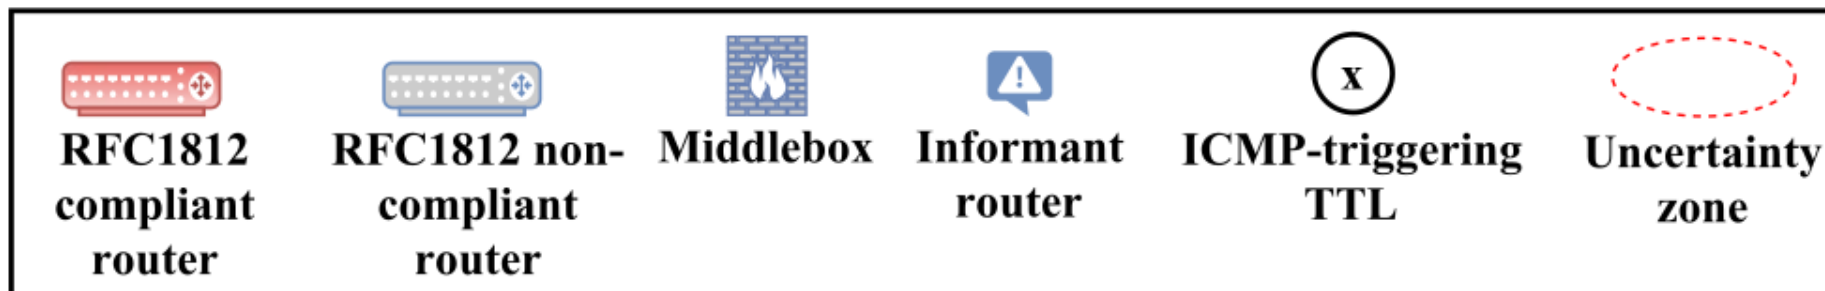 x
RFC1812
compliant
router
RFC1812 non-
compliant
router
Middlebox
Informant
router
ICMP-triggering
TTL
Uncertainty
zone